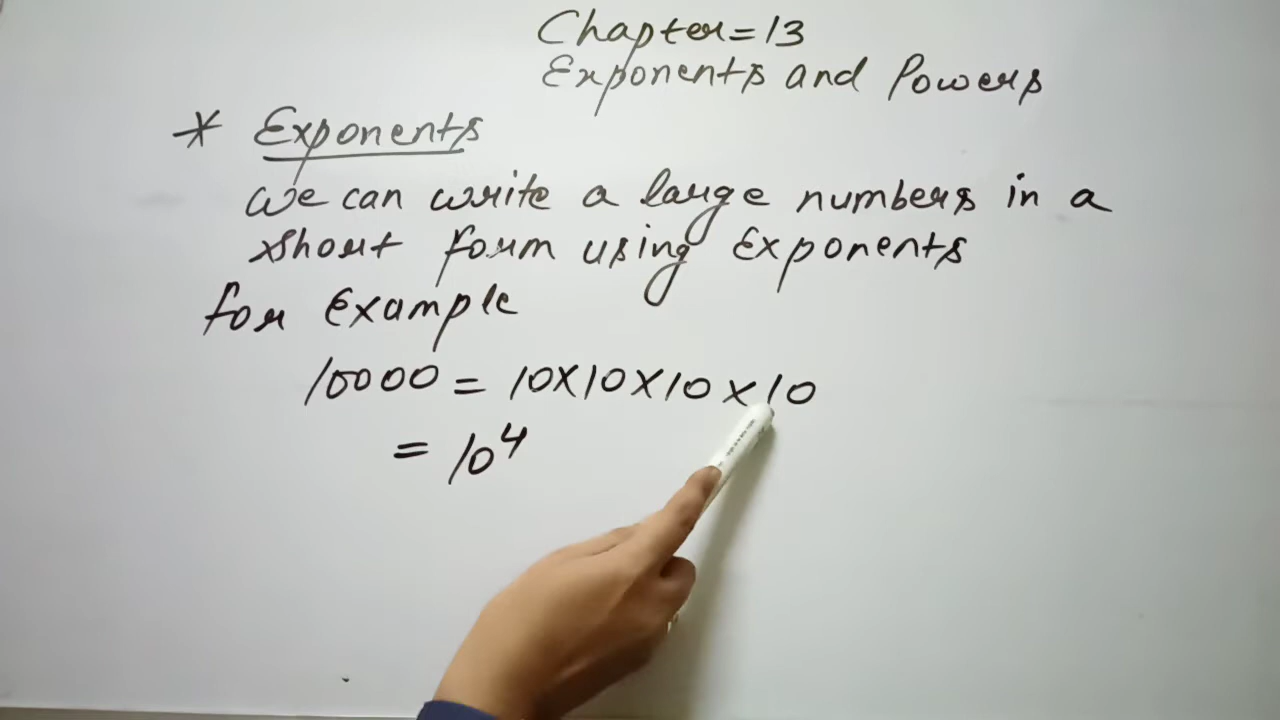 Chapter=13
Exponents and Powers
* Exponents
We can write a large numbers in a
short form using Exponents
for Example
10000 = 10×10×10×10
= 10⁴